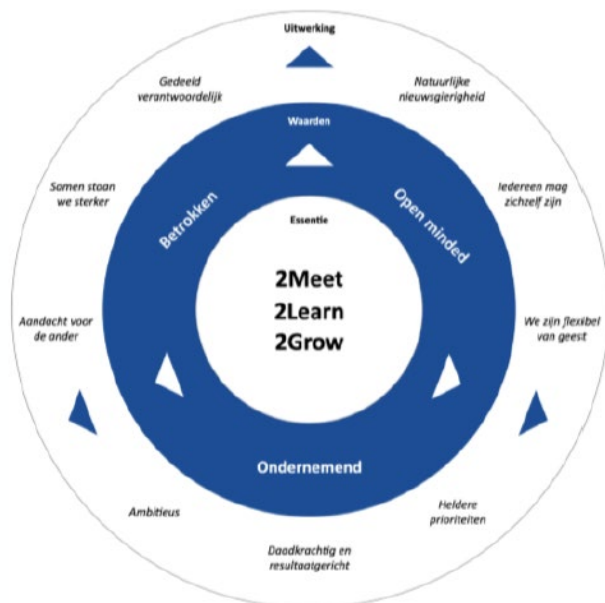 Uitwerking
Gedeeld
verantwoordelijk
Natuurlijke
nieuwsgierigheid
Waarden
Samen staan
we sterker
Iedereen mag
zichzelf zijn
Betrokken
Open minded
Essentie
2Meet
2Learn
2Grow
Aandacht voor
de ander
We zijn flexibel
van geest
Ondernemend
Ambitieus
Heldere
prioriteiten
Daadkrachtig en
resultaatgericht